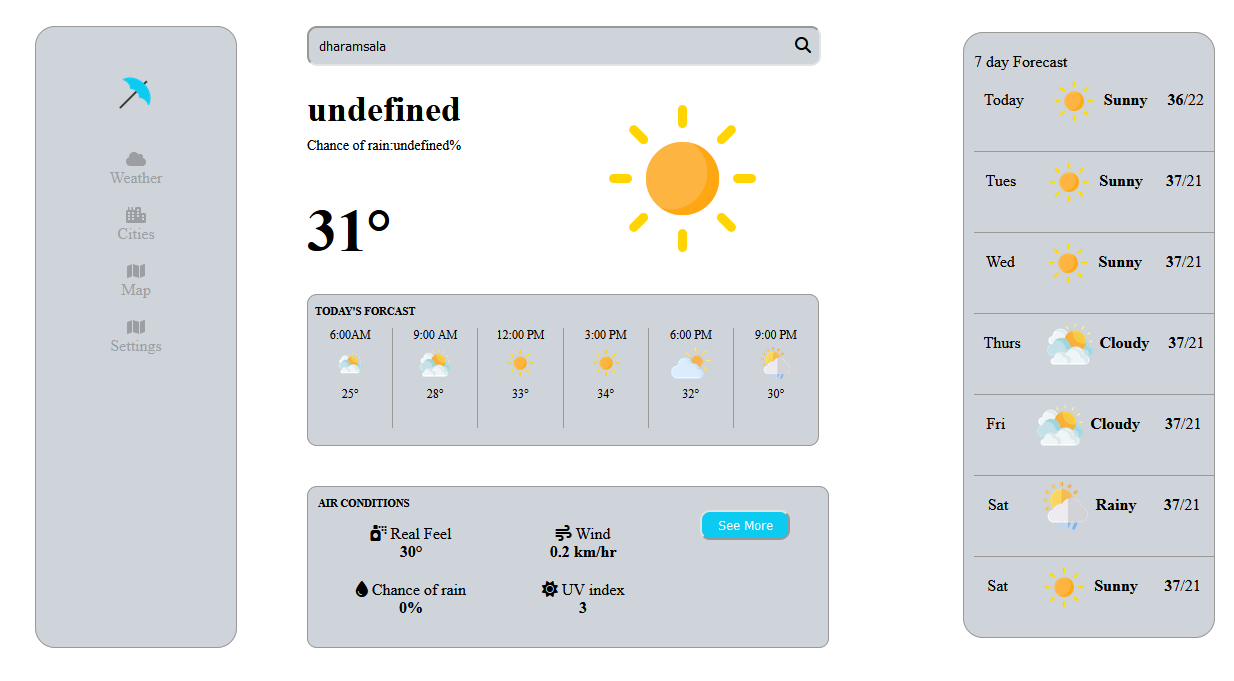 Weather
Cities
Map
Settings
dharamsala
undefined
Chance of rain:undefined%
31°
TODAY'S FORCAST
6:00AM 9:00 AM 12:00 PM 3:00 PM 6:00 PM 9:00 PM
25° 28° 33° 34° 32° 30°
AIR CONDITIONS
See More
Real Feel Wind
30° 0.2 km/hr
Chance of rain UV index
0% 3
7 day Forecast
Today Sunny 36/22
Tues Sunny 37/21
Wed Sunny 37/21
Thurs Cloudy 37/21
Fri Cloudy 37/21
Sat Rainy 37/21
Sat Sunny 37/21